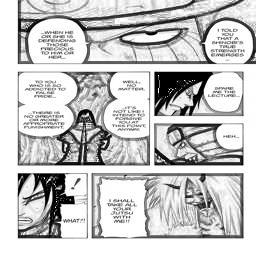 I TOLD
YOU
THAT A
SHINOBI'S
TRUE
STRENGTH
EMERGES
...WHEN HE
OR SHE IS
DEFENDING
THOSE
PRECIOUS
TO HIM OR
HER...
SPARE
ME THE
LECTURE...
HEH...
WELL,
NO
MATTER.
IT'S
NOT LIKE I
INTEND TO
FORGIVE
YOU AT
THIS POINT,
ANYWAY.
TO YOU
WHO IS SO
ADDICTED TO
FALSE
PRIDE...
...THERE IS
NO GREATER
OR MORE
APPROPRIATE
PUNISHMENT.
I SHALL
TAKE ALL
YOUR
JUTSU
WITH
ME!!
!
WHAT?!